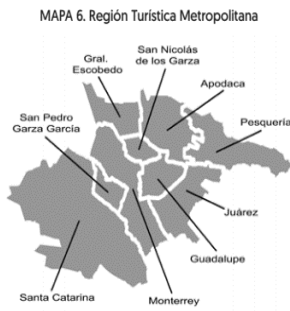 MAPA 6. Región Turística Metropolitana
San Nicolás
de los Garza
Gral.
Escobedo
Apodaca
San Pedro
Garza García
Pesquería
Juárez
Guadalupe
Santa Catarina
Monterrey